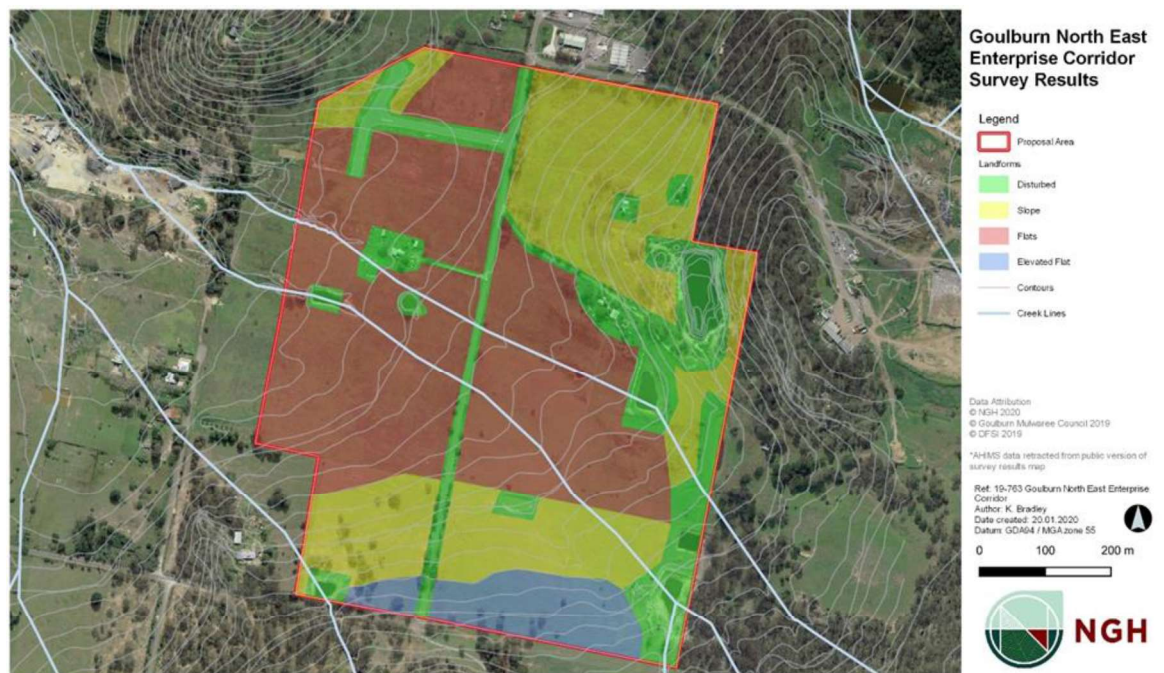 Goulburn North East
Enterprise Corridor
Survey Results
Legend
Proposal Area
Landforms
Disturbed
Slope
Flats
Elevated Flat
Contours
Creek Lines
Data Attribution
© NGH 2020
© Goulburn Mulwaree Council 2019
© DFSI 2019
*AHIMS data retracted from public version of
survey results map
Ref: 19-763 Goulburn North East Enterprise
Corridor
Author: K. Bradley
Date created: 20.01.2020
Datum: GDA94 / MGA zone 55
0 100 200 m
NGH